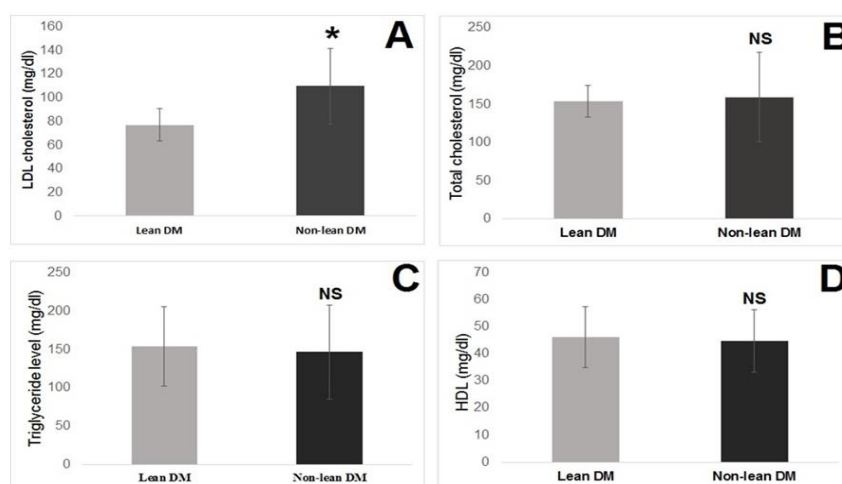 A
LDL cholesterol (mg/dl)
160
140
120
100
80
60
40
20
0
*
Lean DM
Non-lean DM
B
Total cholesterol (mg/dl)
250
200
150
100
50
0
NS
Lean DM
Non-lean DM
C
Triglyceride level (mg/dl)
250
200
150
100
50
0
NS
Lean DM
Non-lean DM
D
HDL (mg/dl)
70
60
50
40
30
20
10
0
NS
Lean DM
Non-lean DM